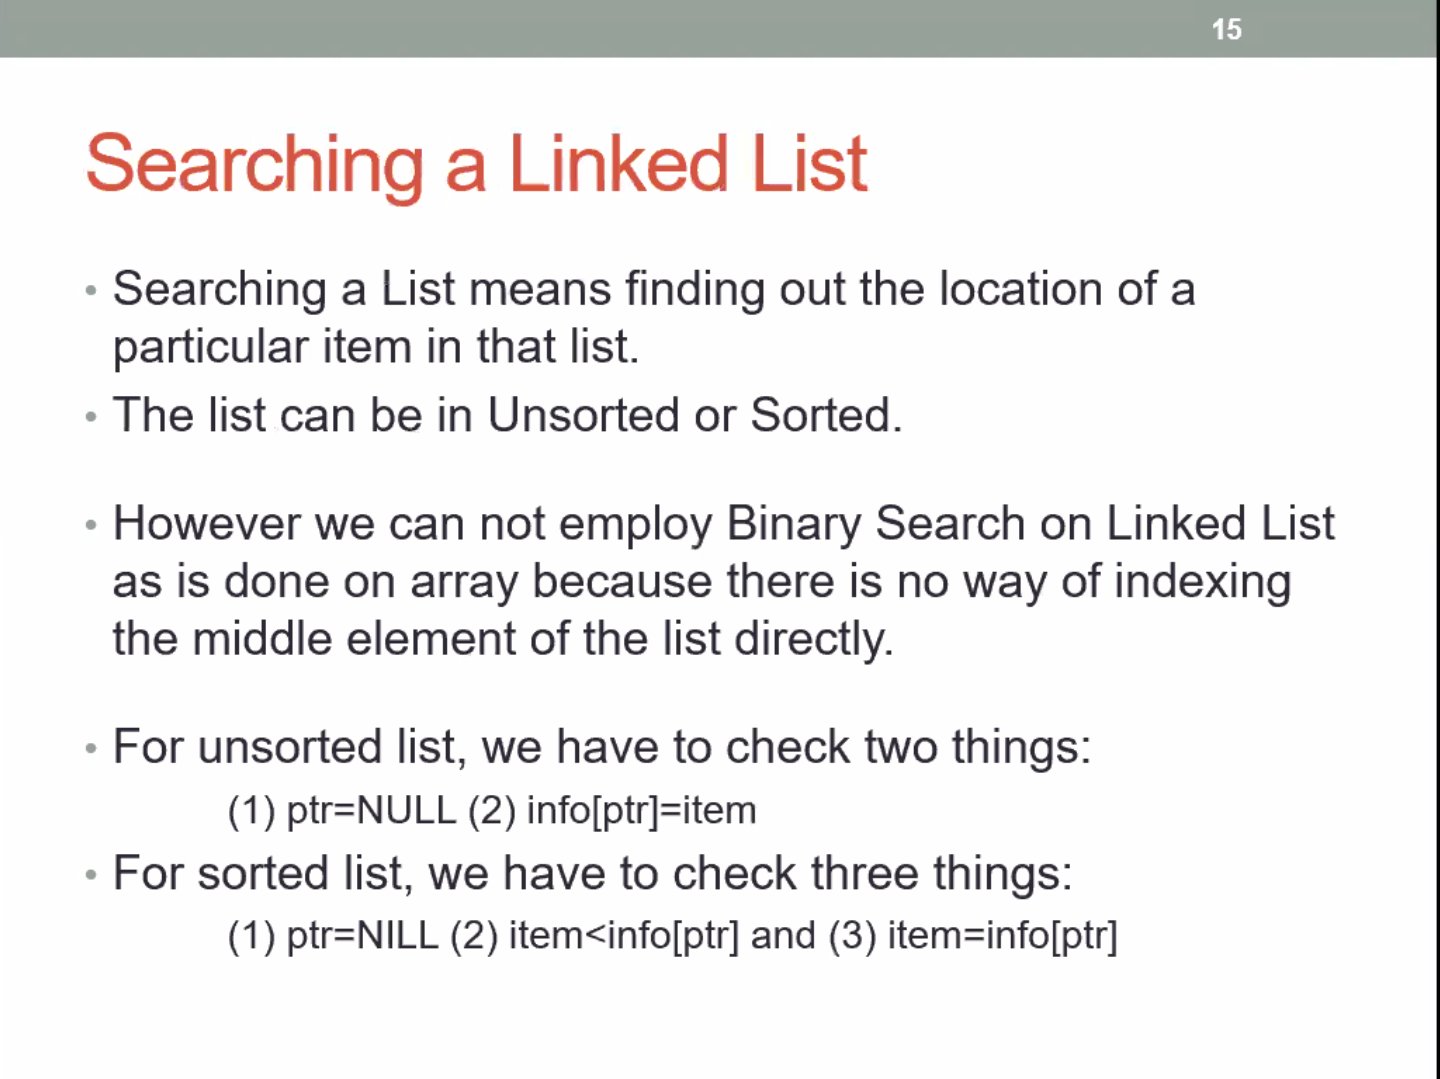 15
Searching a Linked List
• Searching a List means finding out the location of a
particular item in that list.
• The list can be in Unsorted or Sorted.
• However we can not employ Binary Search on Linked List
as is done on array because there is no way of indexing
the middle element of the list directly.
• For unsorted list, we have to check two things:
(1) ptr=NULL (2) info[ptr]=item
• For sorted list, we have to check three things:
(1) ptr=NILL (2) item<info[ptr] and (3) item=info[ptr]